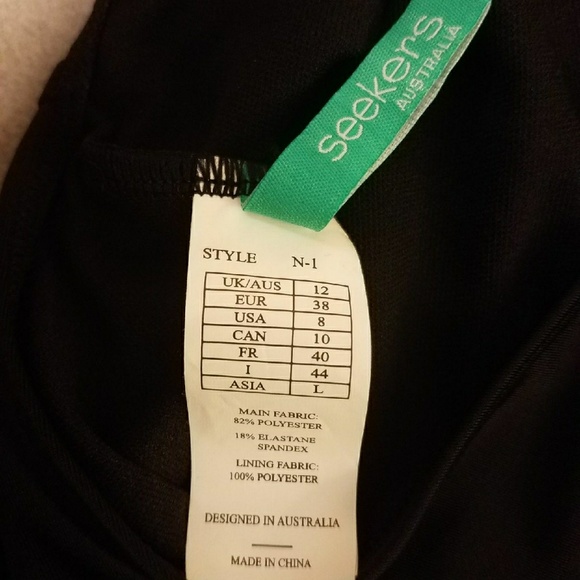 seekers
AUSTRALIA
STYLE N-1
UK/AUS 12
EUR 38
USA 8
CAN 10
FR 40
I 44
ASIA L
MAIN FABRIC:
82% POLYESTER
18% ELASTANE
SPANDEX
LINING FABRIC:
100% POLYESTER
DESIGNED IN AUSTRALIA
MADE IN CHINA